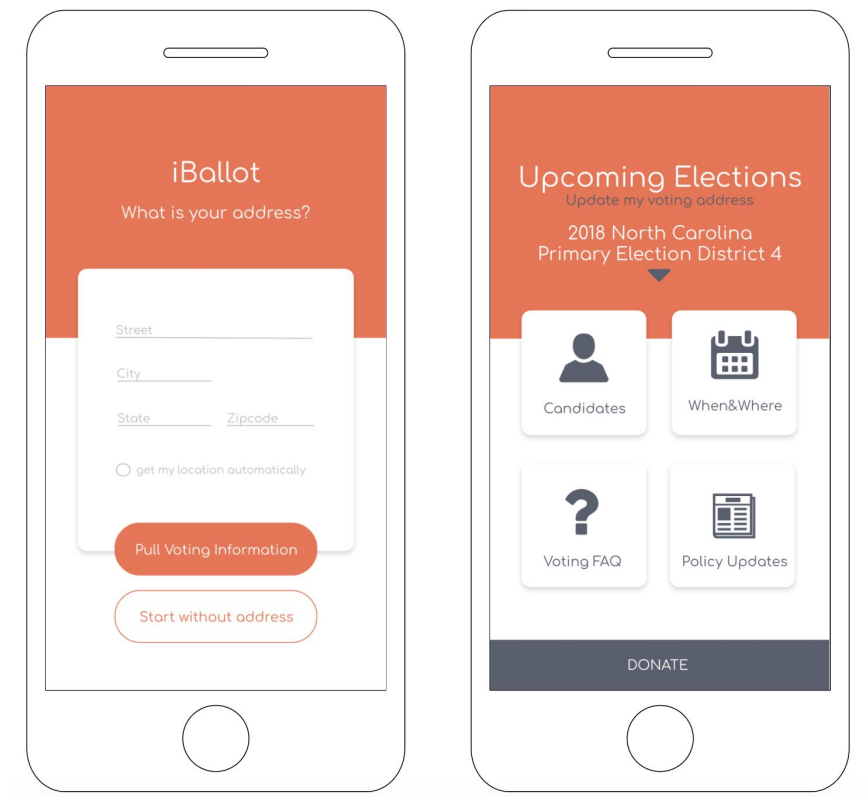 iBallot
What is your address?
Street
City
State Zipcode
get my location automatically
Pull Voting Information
Start without address
Upcoming Elections
Update my voting address
2018 North Carolina
Primary Election District 4
Candidates When&Where
Voting FAQ Policy Updates
DONATE